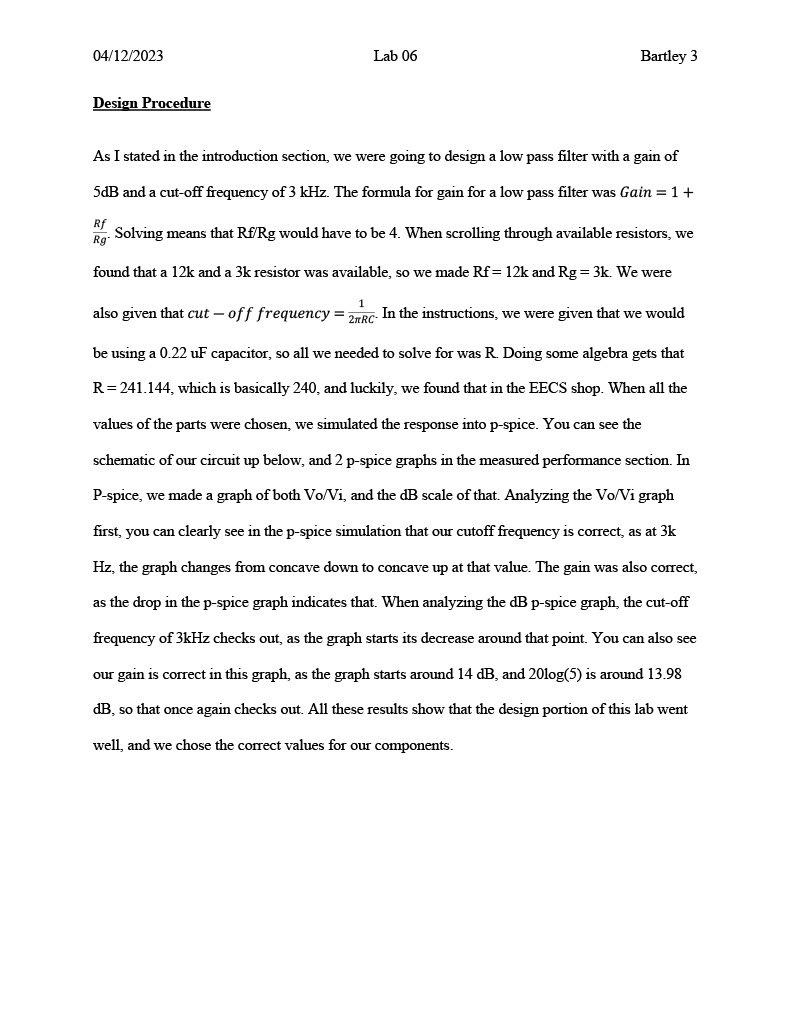 04/12/2023 Lab 06 Bartley 3
Design Procedure
As I stated in the introduction section, we were going to design a low pass filter with a gain of
5dB and a cut-off frequency of 3 kHz. The formula for gain for a low pass filter was Gain = 1 +
Rf/Rg. Solving means that Rf/Rg would have to be 4. When scrolling through available resistors, we
found that a 12k and a 3k resistor was available, so we made Rf = 12k and Rg = 3k. We were
also given that cut − off frequency = 1/2πRC. In the instructions, we were given that we would
be using a 0.22 uF capacitor, so all we needed to solve for was R. Doing some algebra gets that
R = 241.144, which is basically 240, and luckily, we found that in the EECS shop. When all the
values of the parts were chosen, we simulated the response into p-spice. You can see the
schematic of our circuit up below, and 2 p-spice graphs in the measured performance section. In
P-spice, we made a graph of both Vo/Vi, and the dB scale of that. Analyzing the Vo/Vi graph
first, you can clearly see in the p-spice simulation that our cutoff frequency is correct, as at 3k
Hz, the graph changes from concave down to concave up at that value. The gain was also correct,
as the drop in the p-spice graph indicates that. When analyzing the dB p-spice graph, the cut-off
frequency of 3kHz checks out, as the graph starts its decrease around that point. You can also see
our gain is correct in this graph, as the graph starts around 14 dB, and 20log(5) is around 13.98
dB, so that once again checks out. All these results show that the design portion of this lab went
well, and we chose the correct values for our components.